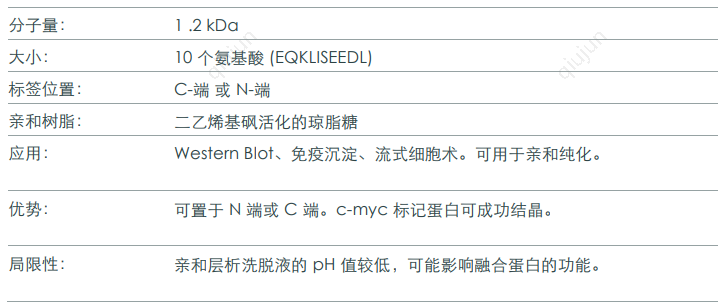 分子量： 1 .2 kDa
大小： 10 个氨基酸 (EQKLISEEDL)
标签位置： C-端 或 N-端
亲和树脂： 二乙烯基砜活化的琼脂糖
应用： Western Blot、免疫沉淀、流式细胞术。可用于亲和纯化。
优势： 可置于 N 端或 C 端。c-myc 标记蛋白可成功结晶。
局限性： 亲和层析洗脱液的 pH 值较低，可能影响融合蛋白的功能。
qiujun
qiujun